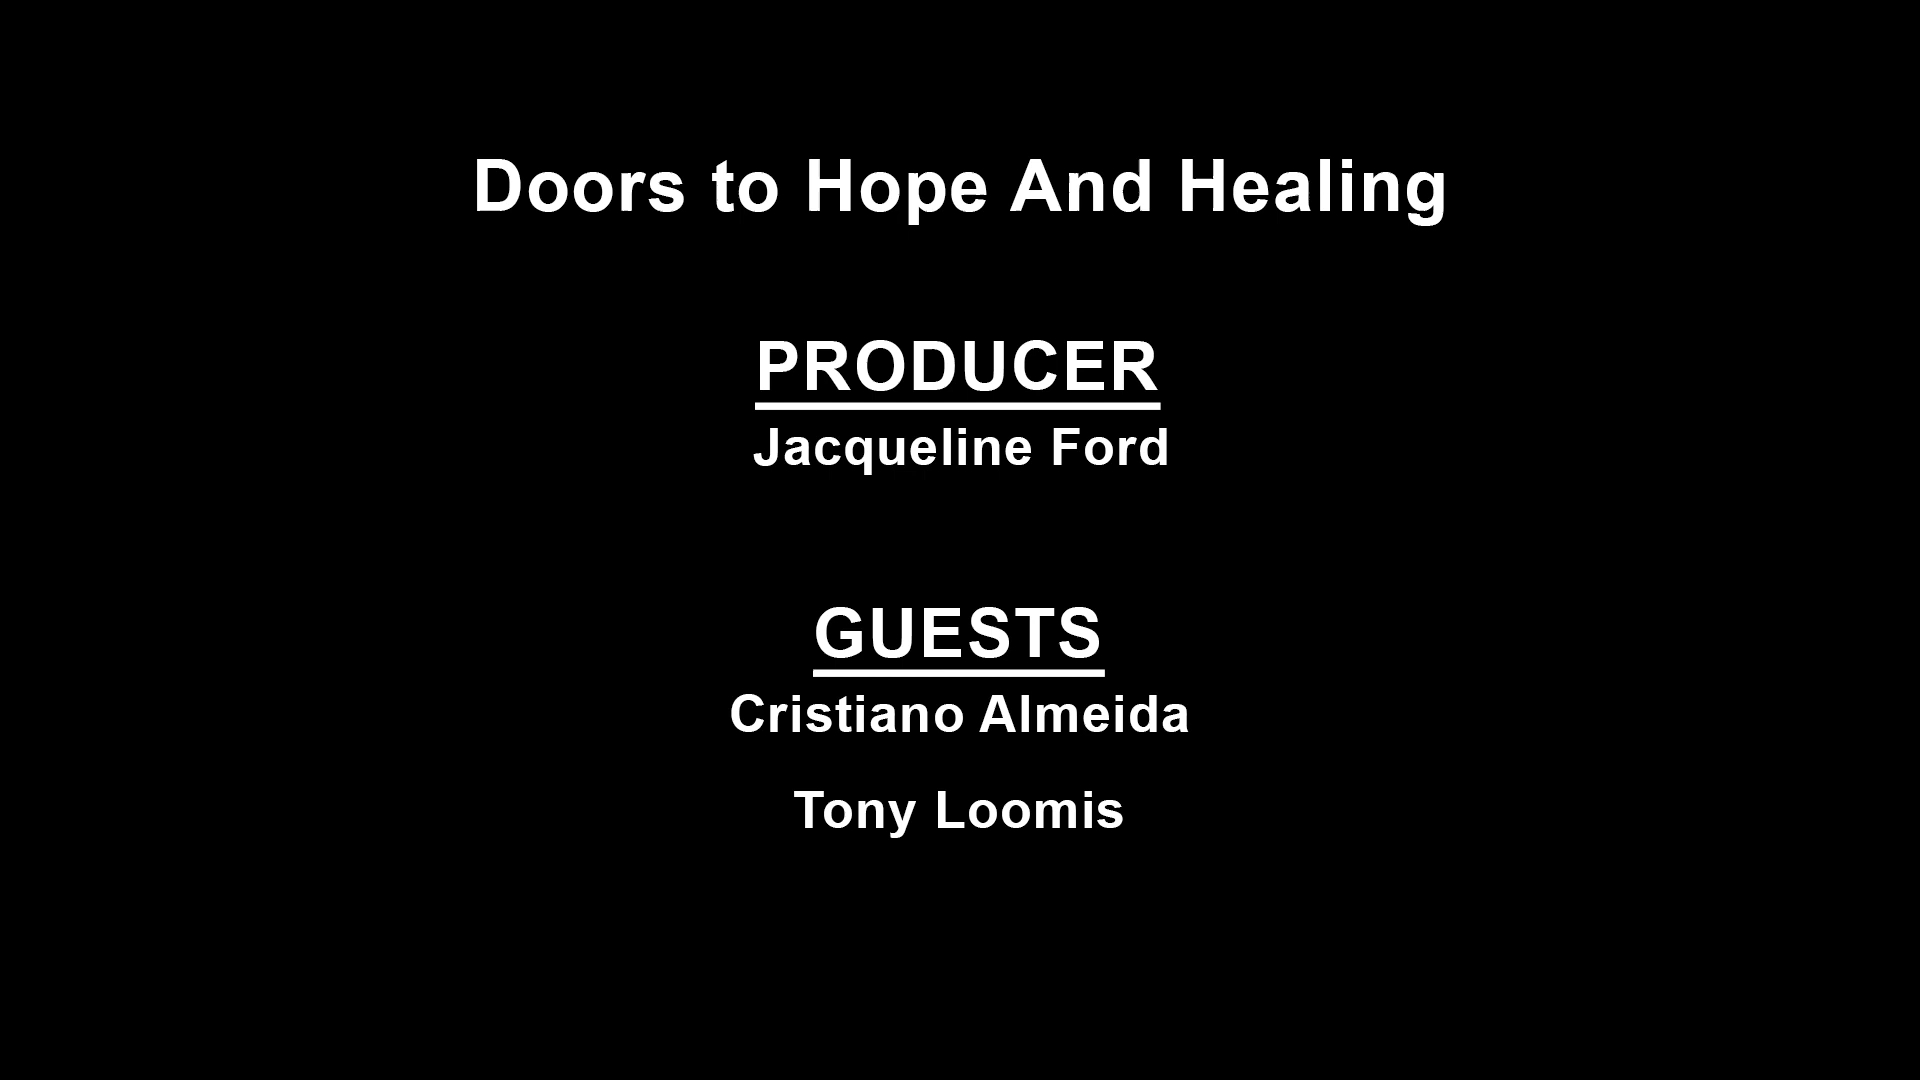 Doors to Hope And Healing
PRODUCER
Jacqueline Ford
GUESTS
Cristiano Almeida
Tony Loomis